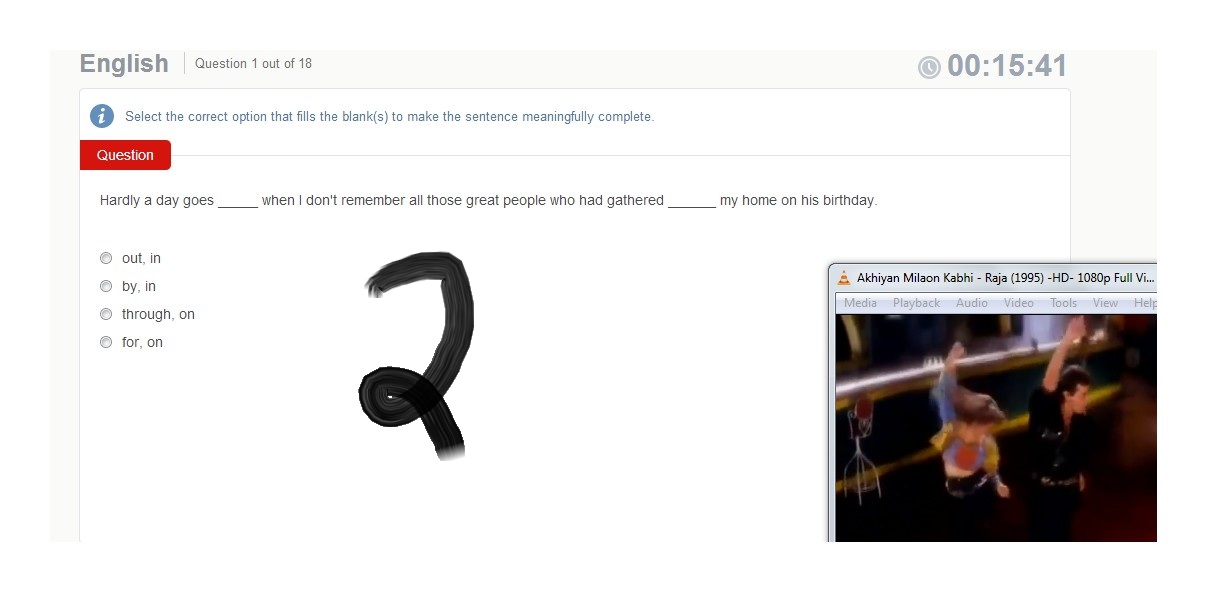 English Question 1 out of 18 00:15:41
Select the correct option that fills the blank(s) to make the sentence meaningfully complete.
Question
Hardly a day goes _____ when I don't remember all those great people who had gathered ______ my home on his birthday.
out, in
by, in
through, on
for, on
२
Akhiyan Milaon Kabhi - Raja (1995) -HD- 1080p Full Vi...
Media Playback Audio Video Tools View Help